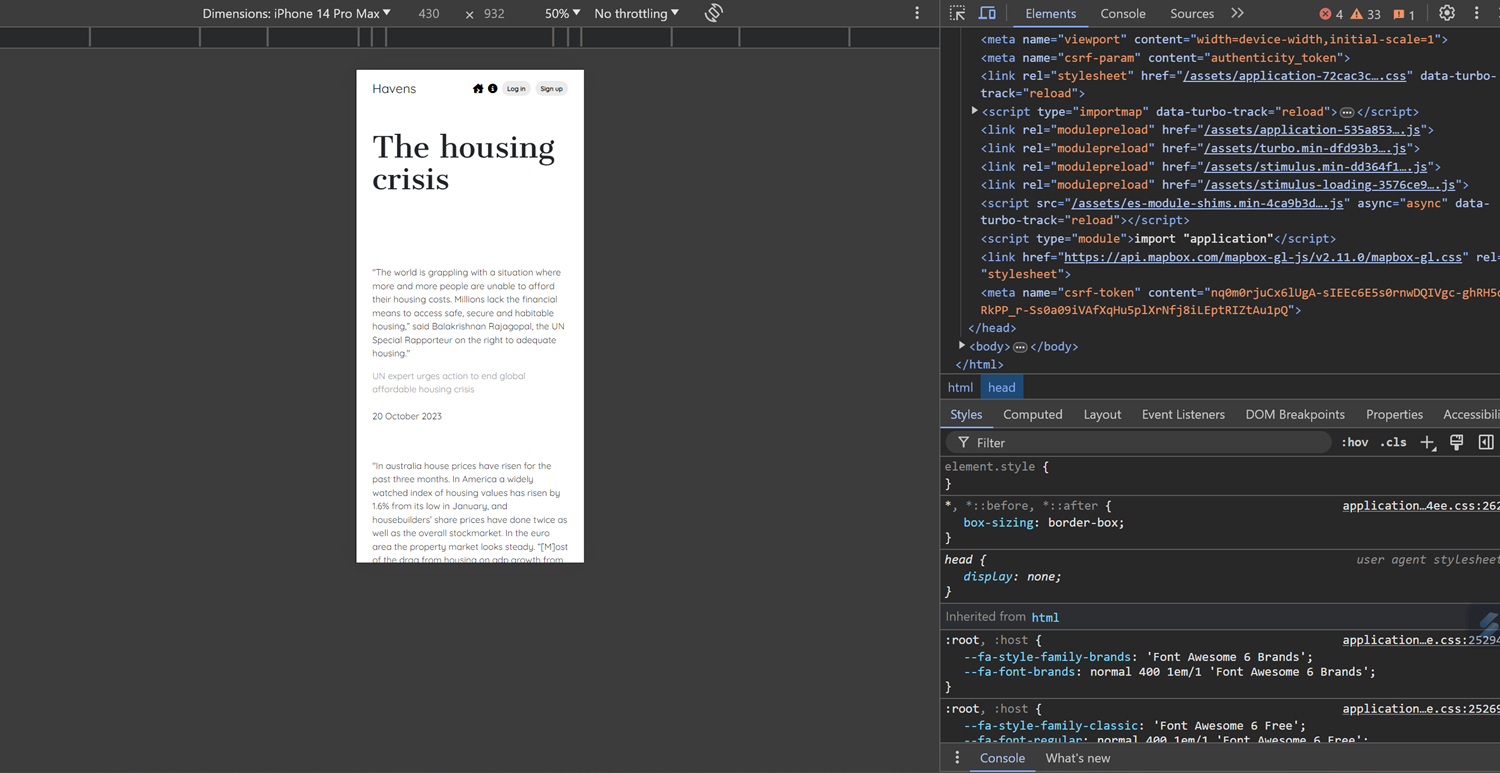 Dimensions: iPhone 14 Pro Max 430 × 932 50% No throttling
Elements Console Sources 4 33 1
Havens Log in Sign up
The housing
crisis
"The world is grappling with a situation where
more and more people are unable to afford
their housing costs. Millions lack the financial
means to access safe, secure and habitable
housing,” said Balakrishnan Rajagopal, the UN
Special Rapporteur on the right to adequate
housing."
UN expert urges action to end global
affordable housing crisis
20 October 2023
"In australia house prices have risen for the
past three months. In America a widely
watched index of housing values has risen by
1.6% from its low in January, and
housebuilders’ share prices have done twice as
well as the overall stockmarket. In the euro
area the property market looks steady. “[M]ost
of the drag from housing on gdp growth from
<meta name="viewport" content="width=device-width,initial-scale=1">
<meta name="csrf-param" content="authenticity_token">
<link rel="stylesheet" href="/assets/application-72cac3c….css" data-turbo-
track="reload">
<script type="importmap" data-turbo-track="reload"> … </script>
<link rel="modulepreload" href="/assets/application-535a853….js">
<link rel="modulepreload" href="/assets/turbo.min-dfd93b3….js">
<link rel="modulepreload" href="/assets/stimulus.min-dd364f1….js">
<link rel="modulepreload" href="/assets/stimulus-loading-3576ce9….js">
<script src="/assets/es-module-shims.min-4ca9b3d….js" async="async" data-
turbo-track="reload"></script>
<script type="module">import "application"</script>
<link href="https://api.mapbox.com/mapbox-gl-js/v2.11.0/mapbox-gl.css" rel=
"stylesheet">
<meta name="csrf-token" content="nq0m0rjuCx6lUgA-sIEEc6E5s0rnwDQIVgc-ghRH5
RkPP_r-Ss0a09iVAfXqHu5plXrNfj8iLEptRIZtAu1pQ">
</head>
<body> … </body>
</html>
html head
Styles Computed Layout Event Listeners DOM Breakpoints Properties Accessibili
Filter :hov .cls
element.style {
}
*, *::before, *::after { application…4ee.css:262
box-sizing: border-box;
}
head { user agent stylesheet
display: none;
}
Inherited from html
:root, :host { application…e.css:25294
--fa-style-family-brands: 'Font Awesome 6 Brands';
--fa-font-brands: normal 400 1em/1 'Font Awesome 6 Brands';
}
:root, :host { application…e.css:25269
--fa-style-family-classic: 'Font Awesome 6 Free';
--fa-font-regular: normal 400 1em/1 'Font Awesome 6 Free';
Console What's new